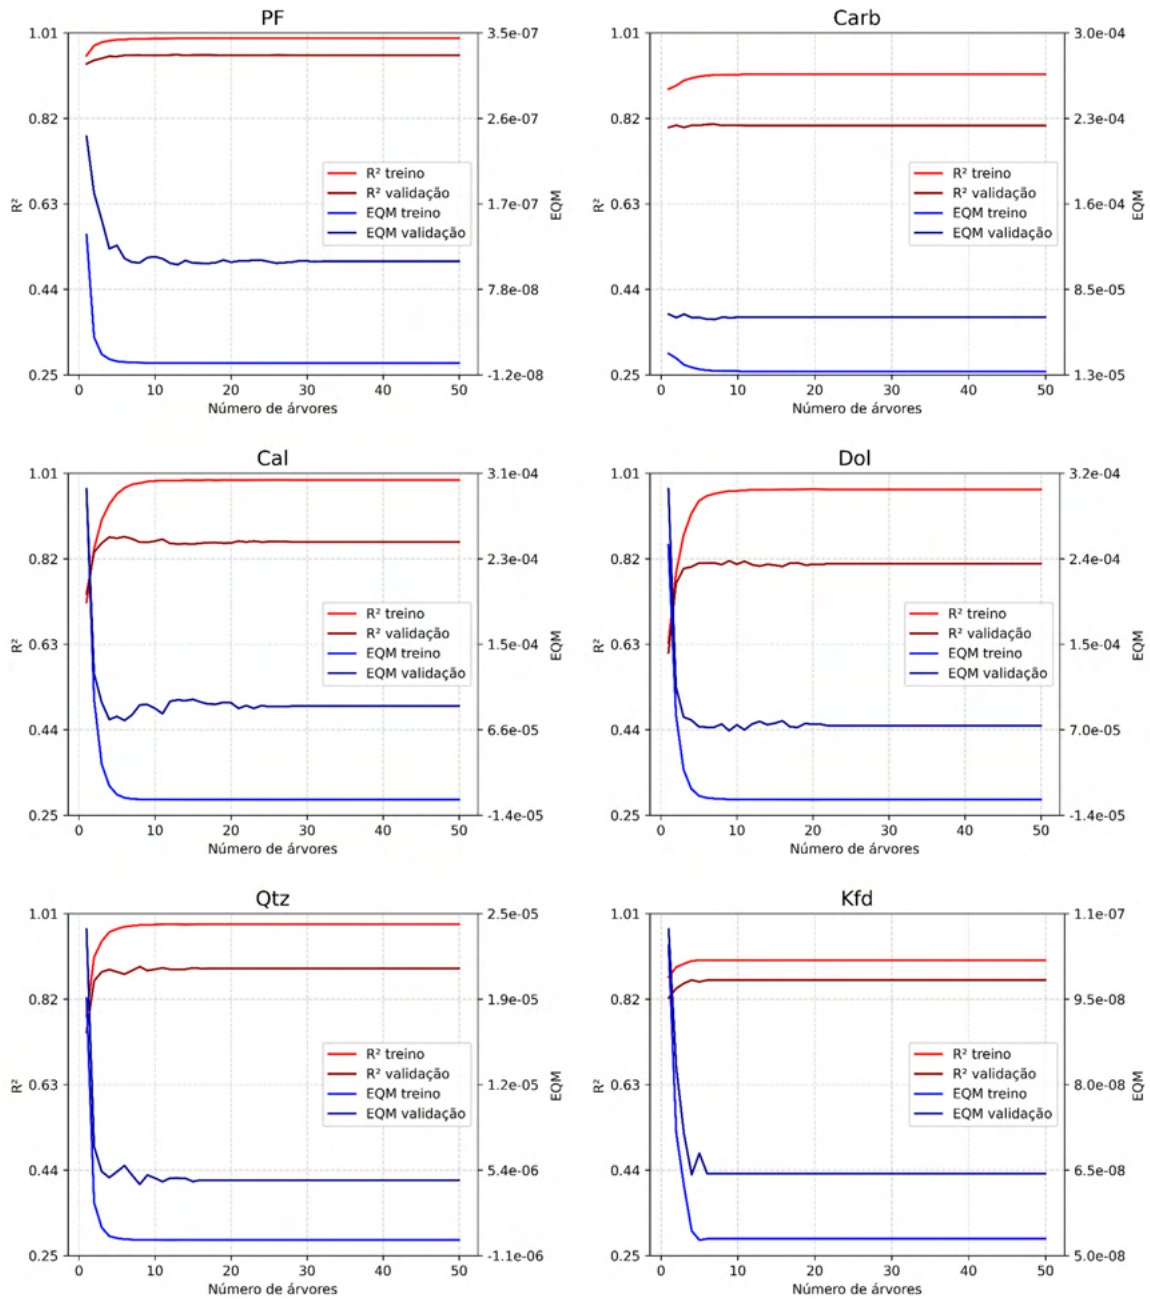 PF
1.01
0.82
0.63
0.44
0.25
R²
3.5e-07
2.6e-07
1.7e-07
7.8e-08
-1.2e-08
EQM
R² treino
R² validação
EQM treino
EQM validação
0 10 20 30 40 50
Número de árvores
Carb
1.01
0.82
0.63
0.44
0.25
R²
3.0e-04
2.3e-04
1.6e-04
8.5e-05
1.3e-05
EQM
R² treino
R² validação
EQM treino
EQM validação
0 10 20 30 40 50
Número de árvores
Cal
1.01
0.82
0.63
0.44
0.25
R²
3.1e-04
2.3e-04
1.5e-04
6.6e-05
-1.4e-05
EQM
R² treino
R² validação
EQM treino
EQM validação
0 10 20 30 40 50
Número de árvores
Dol
1.01
0.82
0.63
0.44
0.25
R²
3.2e-04
2.4e-04
1.5e-04
7.0e-05
-1.4e-05
EQM
R² treino
R² validação
EQM treino
EQM validação
0 10 20 30 40 50
Número de árvores
Qtz
1.01
0.82
0.63
0.44
0.25
R²
2.5e-05
1.9e-05
1.2e-05
5.4e-06
-1.1e-06
EQM
R² treino
R² validação
EQM treino
EQM validação
0 10 20 30 40 50
Número de árvores
Kfd
1.01
0.82
0.63
0.44
0.25
R²
1.1e-07
9.5e-08
8.0e-08
6.5e-08
5.0e-08
EQM
R² treino
R² validação
EQM treino
EQM validação
0 10 20 30 40 50
Número de árvores